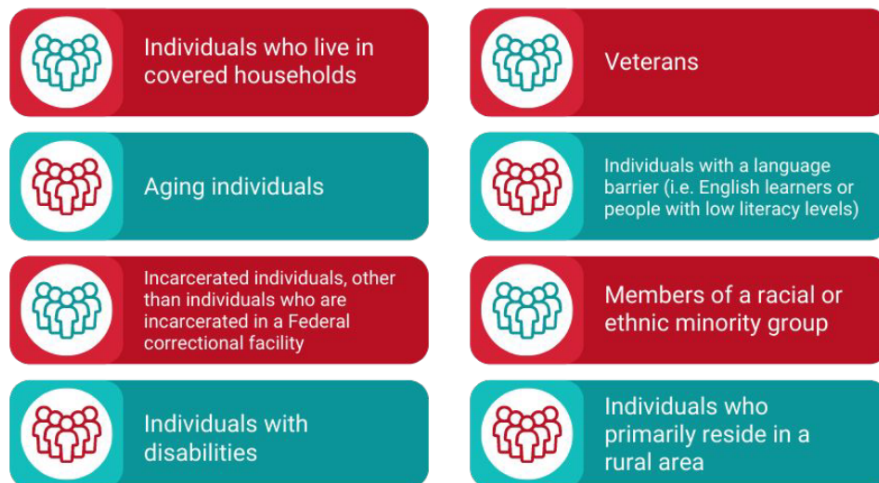 Individuals who live in
covered households
Veterans
Aging individuals
Individuals with a language
barrier (i.e. English learners or
people with low literacy levels)
Incarcerated individuals, other
than individuals who are
incarcerated in a Federal
correctional facility
Members of a racial or
ethnic minority group
Individuals with
disabilities
Individuals who
primarily reside in a
rural area